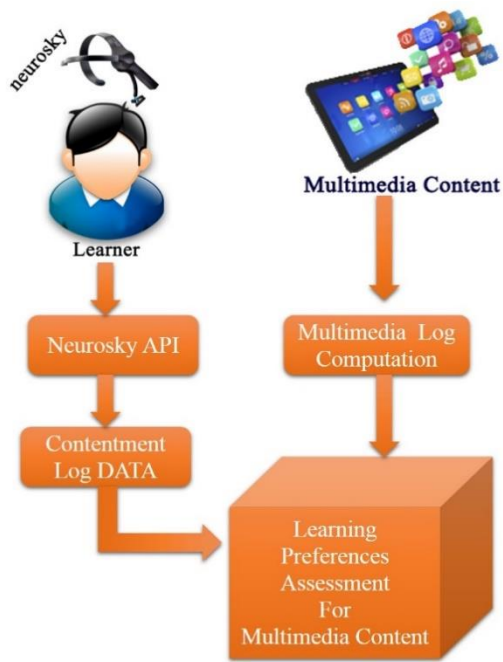 neurosky
Learner
Multimedia Content
Neurosky API
Multimedia Log
Computation
Contentment
Log DATA
Learning
Preferences
Assessment
For
Multimedia Content